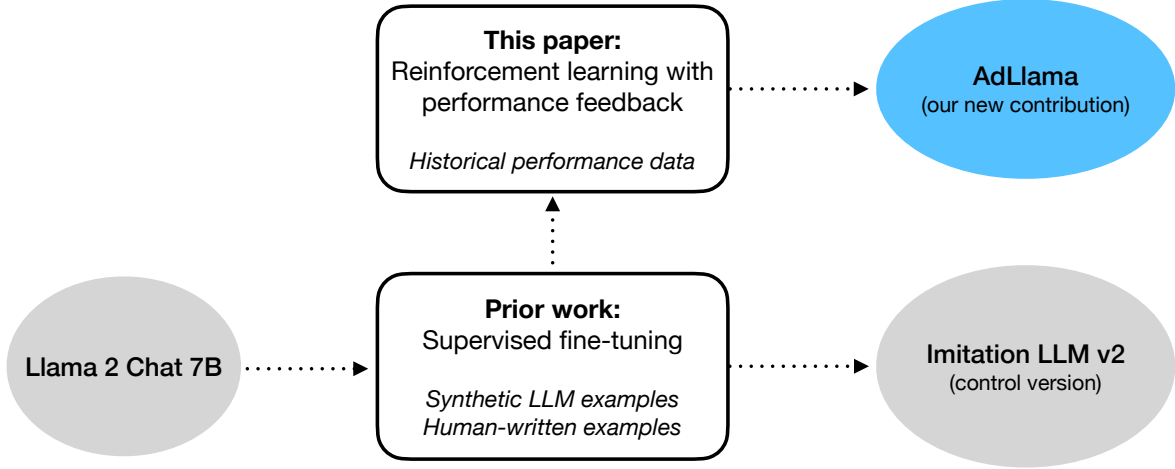 This paper:
Reinforcement learning with
performance feedback
Historical performance data
AdLlama
(our new contribution)
Llama 2 Chat 7B
Prior work:
Supervised fine-tuning
Synthetic LLM examples
Human-written examples
Imitation LLM v2
(control version)